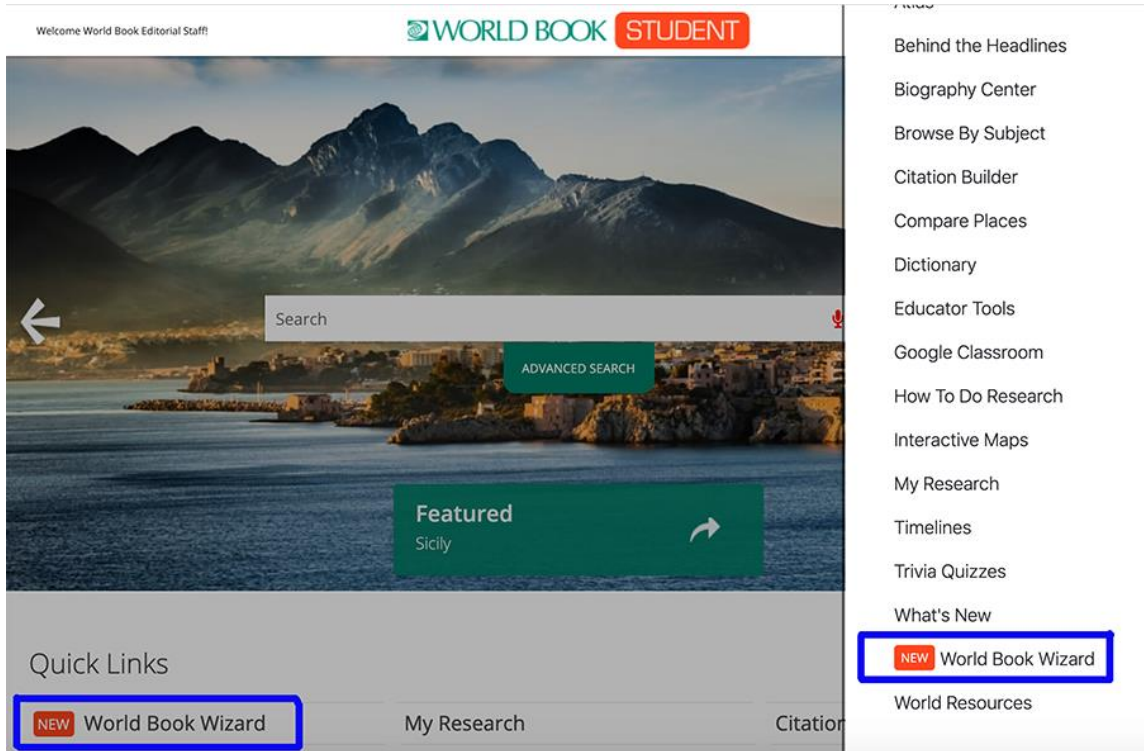 Welcome World Book Editorial Staff!
WORLD BOOK STUDENT
Search
ADVANCED SEARCH
Featured
Sicily
Quick Links
NEW World Book Wizard
My Research
Behind the Headlines
Biography Center
Browse By Subject
Citation Builder
Compare Places
Dictionary
Educator Tools
Google Classroom
How To Do Research
Interactive Maps
My Research
Timelines
Trivia Quizzes
What's New
NEW World Book Wizard
World Resources